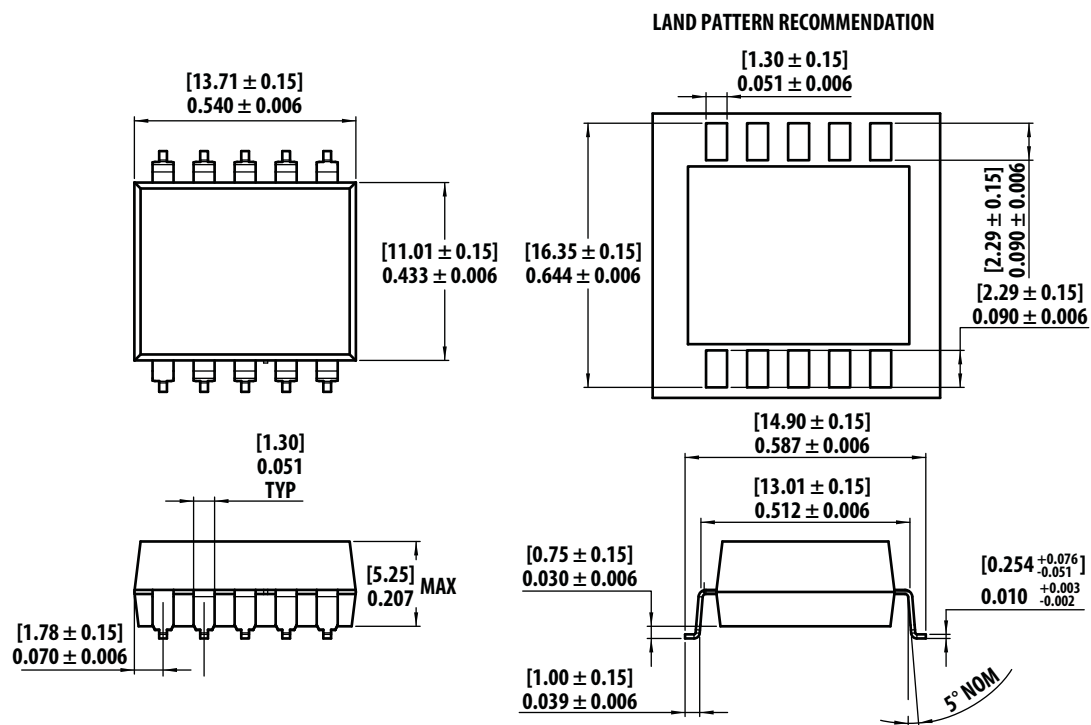 LAND PATTERN RECOMMENDATION
[13.71 ± 0.15]
0.540 ± 0.006
[1.30 ± 0.15]
0.051 ± 0.006
[11.01 ± 0.15]
0.433 ± 0.006
[16.35 ± 0.15]
0.644 ± 0.006
[2.29 ± 0.15]
0.090 ± 0.006
[2.29 ± 0.15]
0.090 ± 0.006
[1.30]
0.051
TYP
[5.25]
0.207
MAX
[1.78 ± 0.15]
0.070 ± 0.006
[14.90 ± 0.15]
0.587 ± 0.006
[13.01 ± 0.15]
0.512 ± 0.006
[0.75 ± 0.15]
0.030 ± 0.006
[0.254 +0.076 -0.051]
0.010 +0.003 -0.002
[1.00 ± 0.15]
0.039 ± 0.006
5° NOM